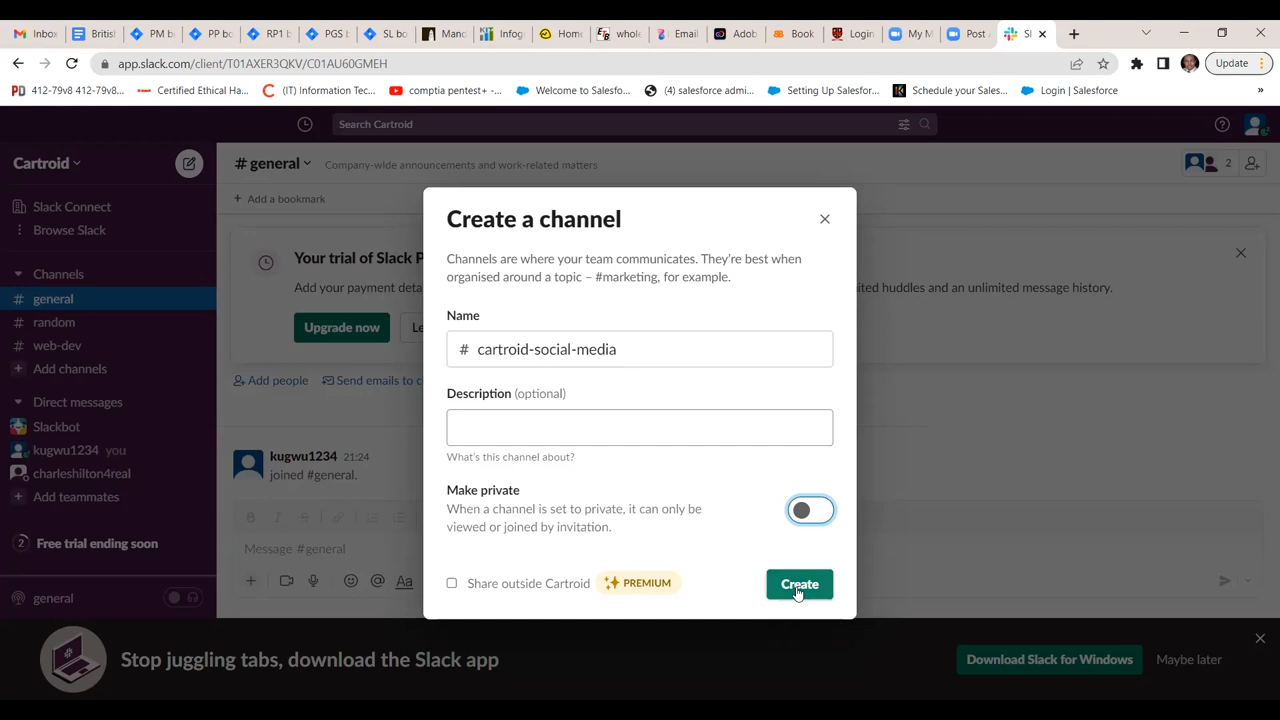 Inbox
Britisl
PM b
PP bo
RP1 b
PGS b
SL bo
Mano
Infog
Home
whole
Email
Adob
Book
Login
My M
Post
Sl
app.slack.com/client/T01AXER3QKV/C01AU60GMEH
Update
412-79v8 412-79v8...
Certified Ethical Ha...
(IT) Information Tec...
comptia pentest+ -...
Welcome to Salesfo...
(4) salesforce admi...
Setting Up Salesfor...
Schedule your Sales...
Login | Salesforce
»
Search Cartroid
Cartroid
# general
Company-wide announcements and work-related matters
2
+ Add a bookmark
Slack Connect
Browse Slack
Channels
# general
# random
# web-dev
+ Add channels
Direct messages
Slackbot
kugwu1234 you
charleshilton4real
+ Add teammates
2 Free trial ending soon
general
Your trial of Slack P
Add your payment deta
ited huddles and an unlimited message history.
Upgrade now
Le
Add people
Send emails to c
kugwu1234 21:24
joined #general.
Message #general
Create a channel
Channels are where your team communicates. They're best when
organised around a topic – #marketing, for example.
Name
# cartroid-social-media
Description (optional)
What's this channel about?
Make private
When a channel is set to private, it can only be
viewed or joined by invitation.
Share outside Cartroid
PREMIUM
Create
Stop juggling tabs, download the Slack app
Download Slack for Windows
Maybe later